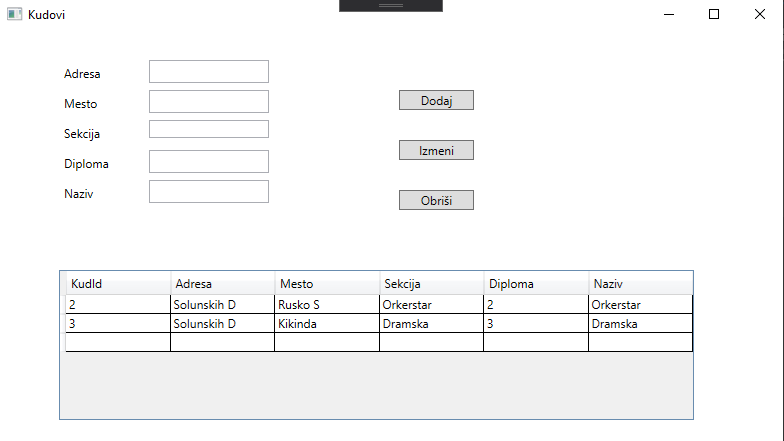 Kudovi
Adresa
Mesto
Dodaj
Sekcija
Izmeni
Diploma
Naziv
Obriši
KudId Adresa Mesto Sekcija Diploma Naziv
2 Solunskih D Rusko S Orkerstar 2 Orkerstar
3 Solunskih D Kikinda Dramska 3 Dramska